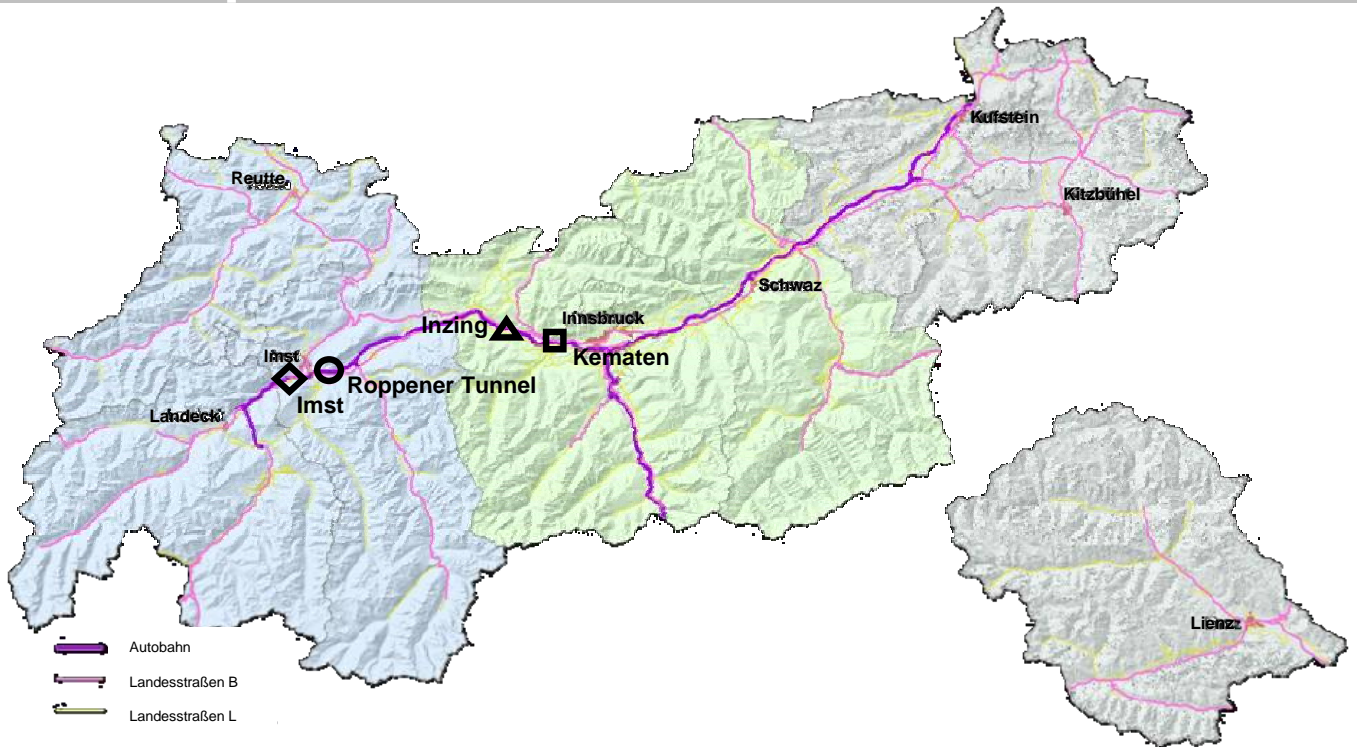 Kufstein
Reutte
Kitzbühel
Schwaz
Innsbruck
Inzing
Kematen
Imst
Roppener Tunnel
Imst
Landeck
Lienz
Autobahn
Landesstraßen B
Landesstraßen L